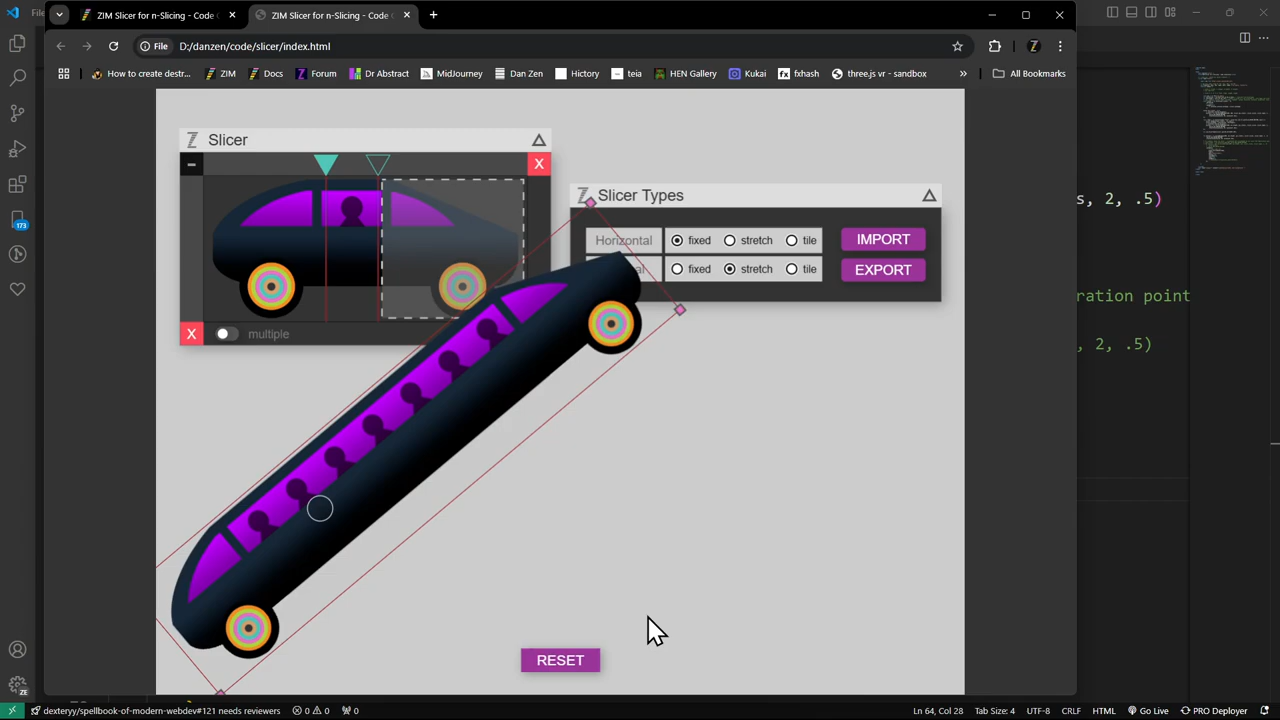 File
ZIM Slicer for n-Slicing - Code
ZIM Slicer for n-Slicing - Code
File
D:/danzen/code/slicer/index.html
How to create destr...
ZIM
Docs
Forum
Dr Abstract
MidJourney
Dan Zen
Hictory
teia
HEN Gallery
Kukai
fxhash
three.js vr - sandbox
All Bookmarks
Slicer
X
Slicer Types
s, 2, .5)
Horizontal
fixed
stretch
tile
IMPORT
fixed
stretch
tile
EXPORT
ration point
173
X
multiple
, 2, .5)
RESET
dexteryy/spellbook-of-modern-webdev#121 needs reviewers
0
0
0
Ln 64, Col 28
Tab Size: 4
UTF-8
CRLF
HTML
Go Live
PRO Deployer
ZE